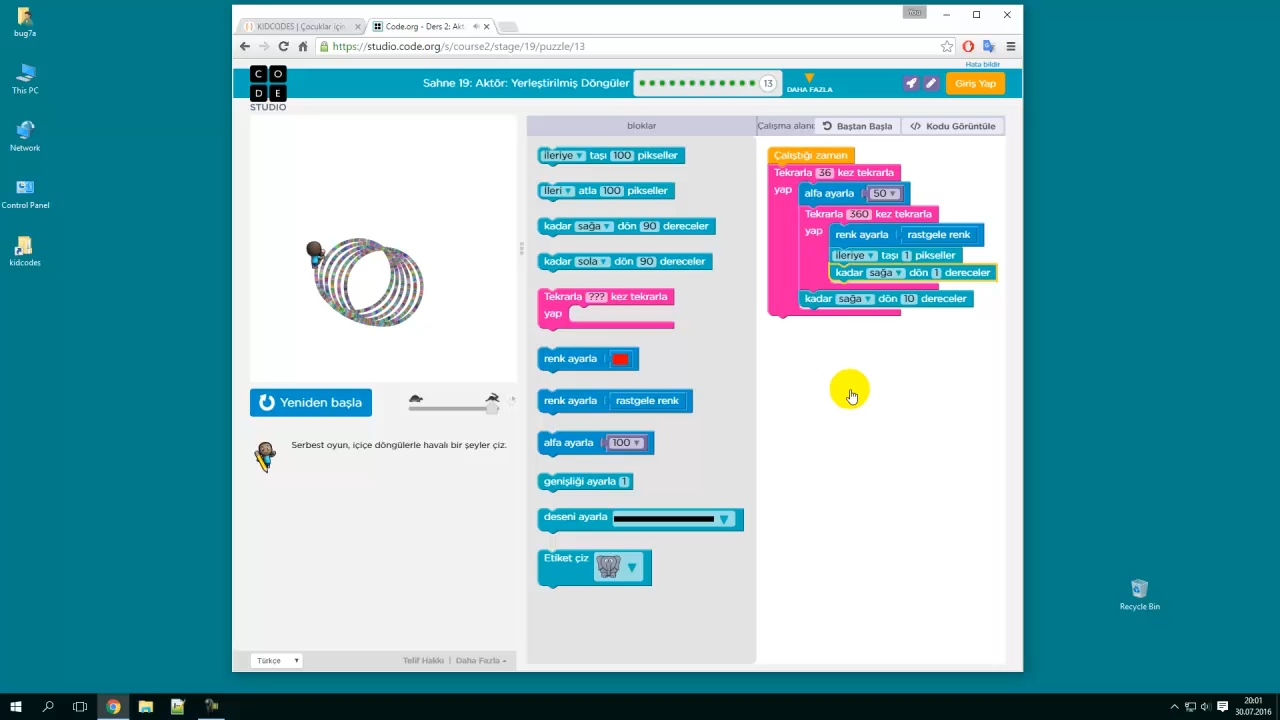 bug7a
This PC
Network
Control Panel
kidcodes
Recycle Bin
You
KIDCODES | Çocuklar için
Code.org - Ders 2: Akt
https://studio.code.org/s/course2/stage/19/puzzle/13
Hata bildir
C O
D E
STUDIO
Sahne 19: Aktör: Yerleştirilmiş Döngüler
13
DAHA FAZLA
Giriş Yap
bloklar
Çalışma alanı
Baştan Başla
Kodu Görüntüle
ileriye taşı 100 pikseller
İleri atla 100 pikseller
kadar sağa dön 90 dereceler
kadar sola dön 90 dereceler
Tekrarla ??? kez tekrarla
yap
renk ayarla
renk ayarla rastgele renk
alfa ayarla 100
genişliği ayarla 1
deseni ayarla
Etiket çiz
Çalıştığı zaman
Tekrarla 36 kez tekrarla
yap
alfa ayarla 50
Tekrarla 360 kez tekrarla
yap
renk ayarla rastgele renk
ileriye taşı 1 pikseller
kadar sağa dön 1 dereceler
kadar sağa dön 10 dereceler
Yeniden başla
Serbest oyun, içiçe döngülerle havalı bir şeyler çiz.
Türkçe
Telif Hakkı | Daha Fazla
20:01
30.07.2016